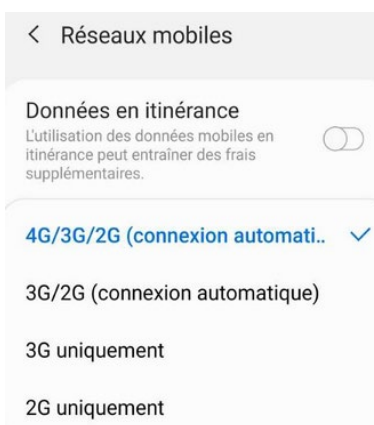 Réseaux mobiles
Données en itinérance
L'utilisation des données mobiles en
itinérance peut entraîner des frais
supplémentaires.
4G/3G/2G (connexion automati..
3G/2G (connexion automatique)
3G uniquement
2G uniquement